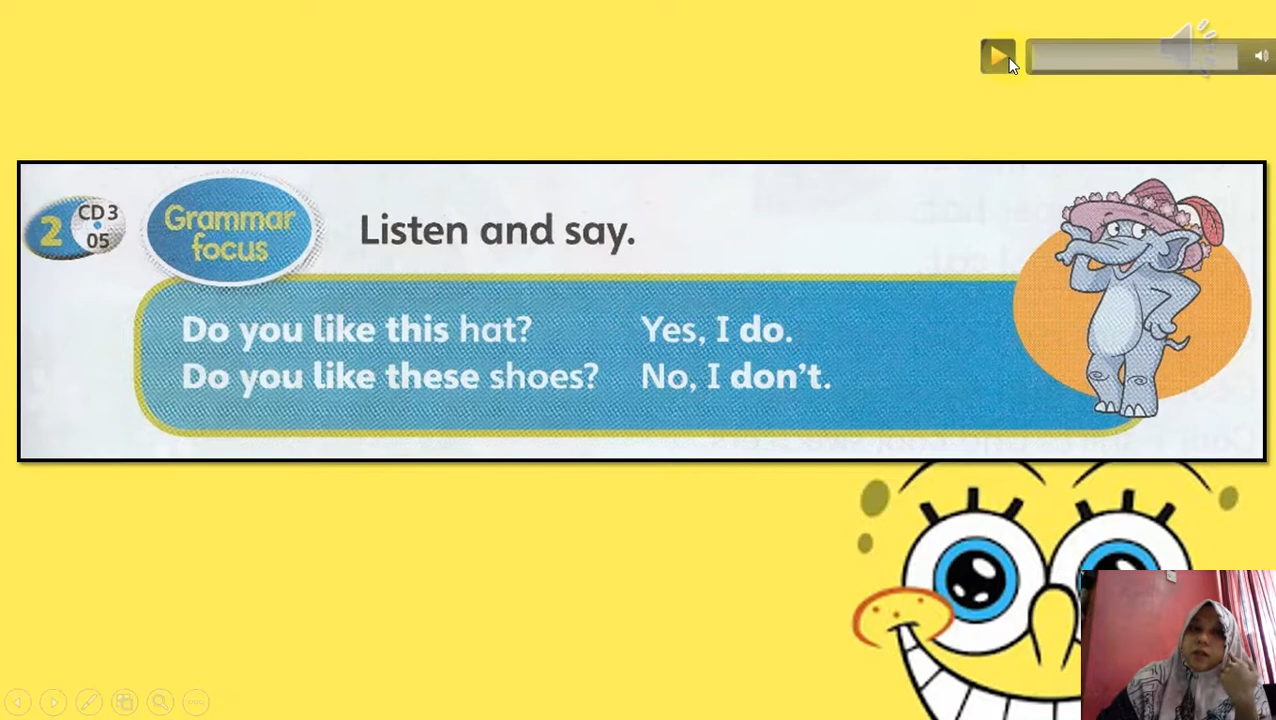 2
CD 3
05
Grammar
focus
Listen and say.
Do you like this hat? Yes, I do.
Do you like these shoes? No, I don't.